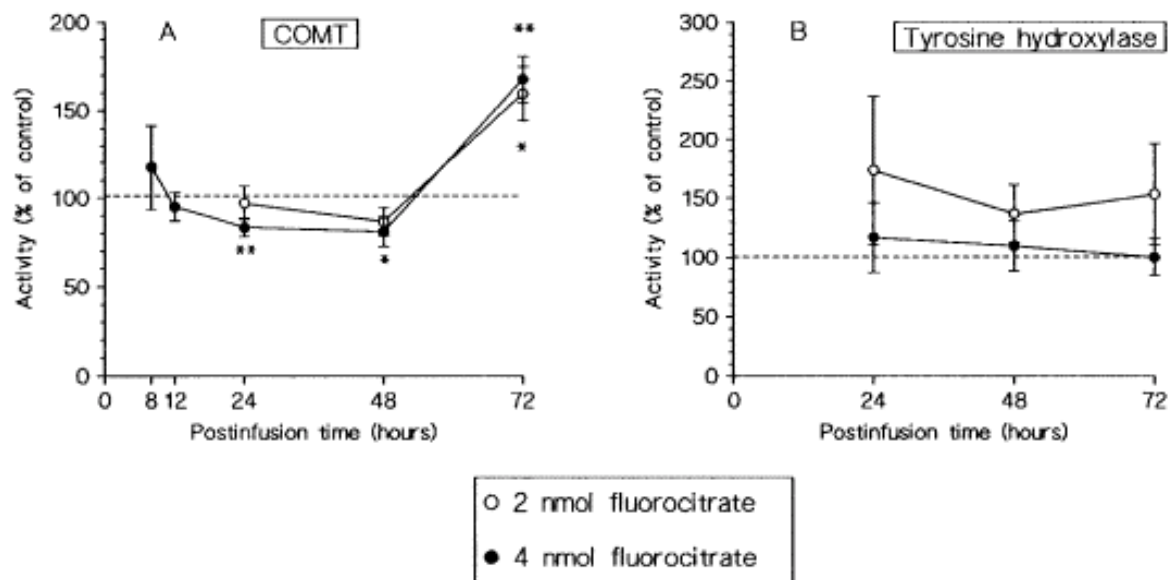 A
COMT
Activity (% of control)
200
150
100
50
0
**
*
**
*
0 8 12 24 48 72
Postinfusion time (hours)
B
Tyrosine hydroxylase
Activity (% of control)
300
250
200
150
100
50
0
0 24 48 72
Postinfusion time (hours)
2 nmol fluorocitrate
4 nmol fluorocitrate